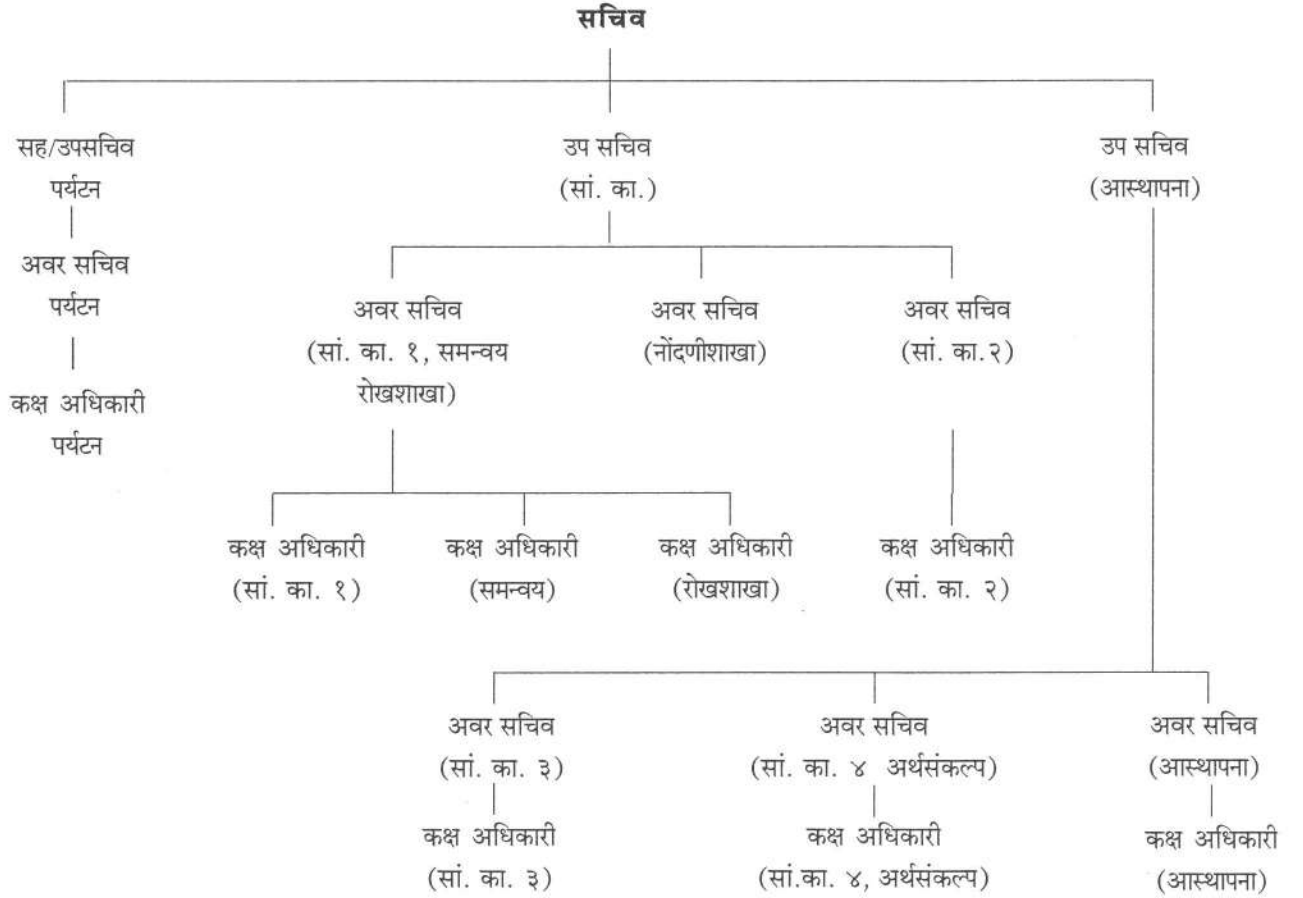 सचिव
सह/उपसचिव
पर्यटन
उप सचिव
(सां. का.)
उप सचिव
(आस्थापना)
अवर सचिव
पर्यटन
अवर सचिव
(सां. का. १, समन्वय
रोखशाखा)
अवर सचिव
(नोंदणीशाखा)
अवर सचिव
(सां. का.२)
कक्ष अधिकारी
पर्यटन
कक्ष अधिकारी
(सां. का. १)
कक्ष अधिकारी
(समन्वय)
कक्ष अधिकारी
(रोखशाखा)
कक्ष अधिकारी
(सां. का. २)
अवर सचिव
(सां. का. ३)
अवर सचिव
(सां. का. ४ अर्थसंकल्प)
अवर सचिव
(आस्थापना)
कक्ष अधिकारी
(सां. का. ३)
कक्ष अधिकारी
(सां.का. ४, अर्थसंकल्प)
कक्ष अधिकारी
(आस्थापना)